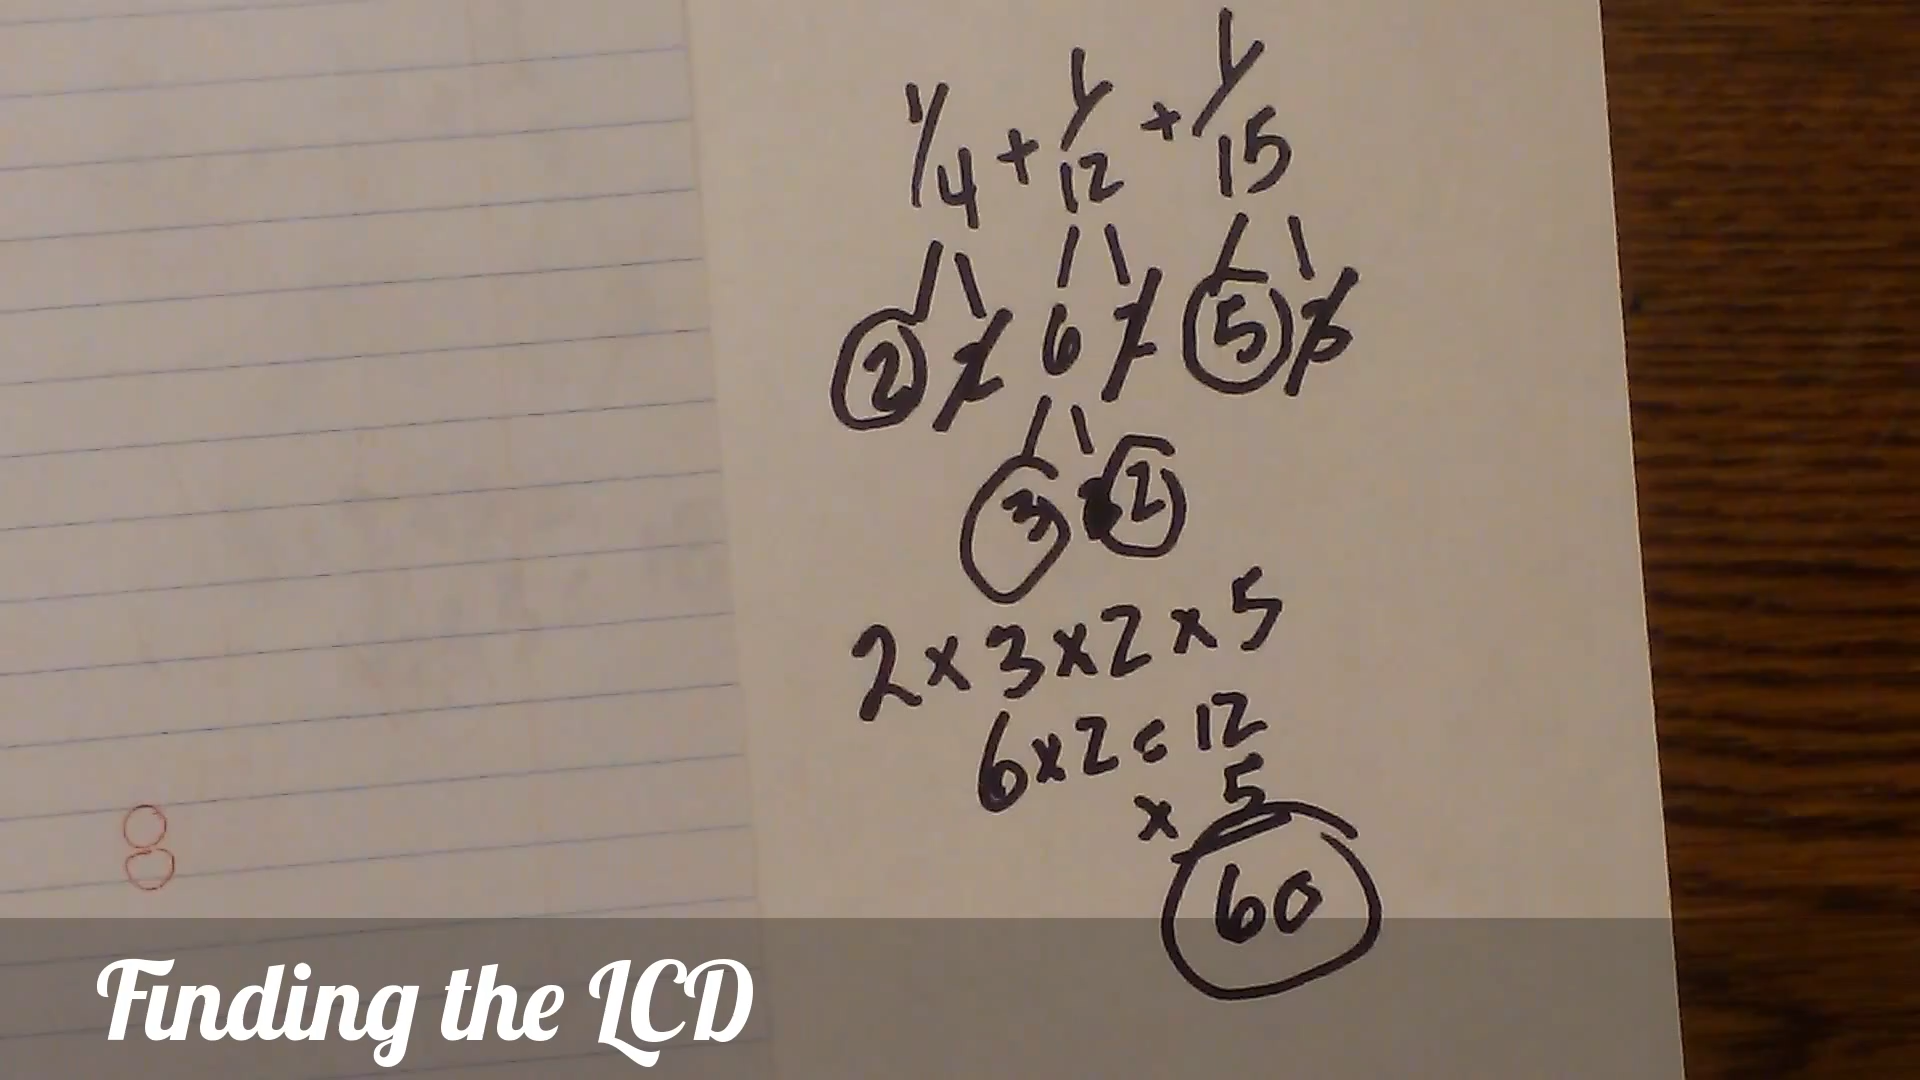 1/4 + 1/12 + 1/15
2 2 6 2 5 3
3 2
2 x 3 x 2 x 5
6 x 2 = 12
x 5
60
8
Finding the LCD